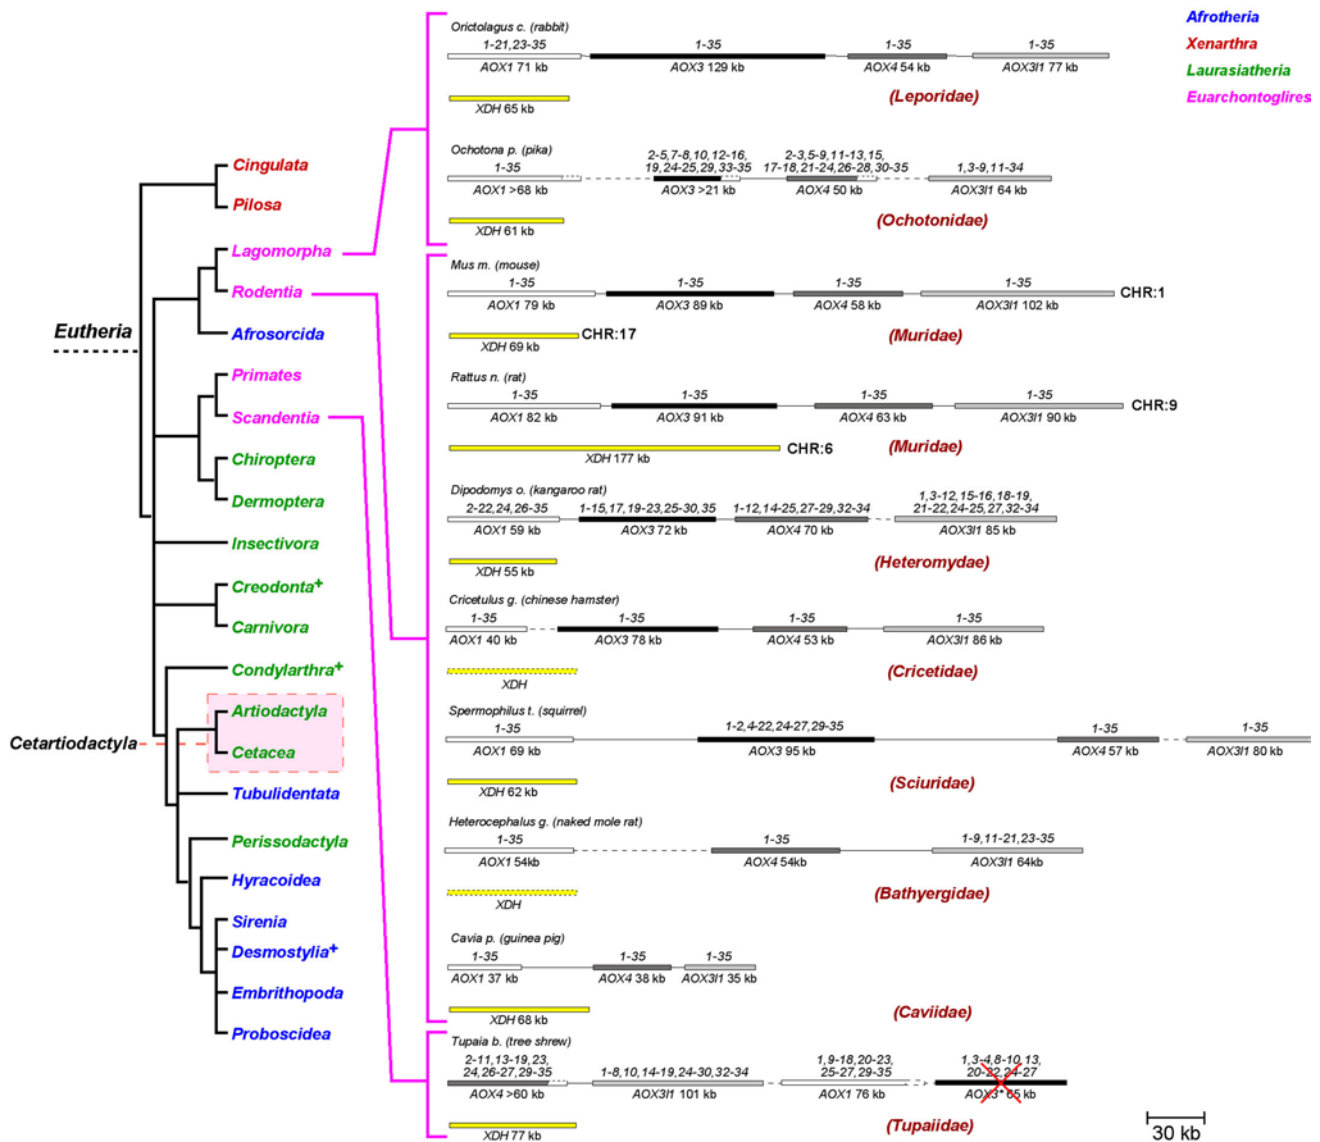 Afrotheria
Xenarthra
Laurasiatheria
Euarchontoglires
Eutheria
Cetartiodactyla
Cingulata
Pilosa
Lagomorpha
Rodentia
Afrosorcida
Primates
Scandentia
Chiroptera
Dermoptera
Insectivora
Creodonta+
Carnivora
Condylarthra+
Artiodactyla
Cetacea
Tubulidentata
Perissodactyla
Hyracoidea
Sirenia
Desmostylia+
Embrithopoda
Proboscidea
Orictolagus c. (rabbit)
1-21,23-35 1-35 1-35 1-35
AOX1 71 kb AOX3 129 kb AOX4 54 kb AOX3l1 77 kb
XDH 65 kb
(Leporidae)
Ochotona p. (pika)
2-5,7-8,10,12-16, 2-3,5-9,11-13,15,
1-35 19,24-25,29,33-35 17-18,21-24,26-28,30-35 1,3-9,11-34
AOX1 >68 kb AOX3 >21 kb AOX4 50 kb AOX3l1 64 kb
XDH 61 kb
(Ochotonidae)
Mus m. (mouse)
1-35 1-35 1-35 1-35
CHR:1
AOX1 79 kb AOX3 89 kb AOX4 58 kb AOX3l1 102 kb
CHR:17
XDH 69 kb
(Muridae)
Rattus n. (rat)
1-35 1-35 1-35 1-35
CHR:9
AOX1 82 kb AOX3 91 kb AOX4 63 kb AOX3l1 90 kb
CHR:6
XDH 177 kb
(Muridae)
Dipodomys o. (kangaroo rat)
1,3-12,15-16,18-19,
2-22,24,26-35 1-15,17,19-23,25-30,35 1-12,14-25,27-29,32-34 21-22,24-25,27,32-34
AOX1 59 kb AOX3 72 kb AOX4 70 kb AOX3l1 85 kb
XDH 55 kb
(Heteromydae)
Cricetulus g. (chinese hamster)
1-35 1-35 1-35 1-35
AOX1 40 kb AOX3 78 kb AOX4 53 kb AOX3l1 86 kb
XDH
(Cricetidae)
Spermophilus t. (squirrel)
1-35 1-2,4-22,24-27,29-35 1-35 1-35
AOX1 69 kb AOX3 95 kb AOX4 57 kb AOX3l1 80 kb
XDH 62 kb
(Sciuridae)
Heterocephalus g. (naked mole rat)
1-35 1-35 1-9,11-21,23-35
AOX1 54kb AOX4 54kb AOX3l1 64kb
XDH
(Bathyergidae)
Cavia p. (guinea pig)
1-35 1-35 1-35
AOX1 37 kb AOX4 38 kb AOX3l1 35 kb
XDH 68 kb
(Caviidae)
Tupaia b. (tree shrew)
2-11,13-19,23, 1,9-18,20-23, 1,3-4,8-10,13,
24,26-27,29-35 1-8,10,14-19,24-30,32-34 25-27,29-35 20-22,24-27
AOX4 >60 kb AOX3l1 101 kb AOX1 76 kb AOX3* 65 kb
XDH 77 kb
(Tupaiidae)
30 kb